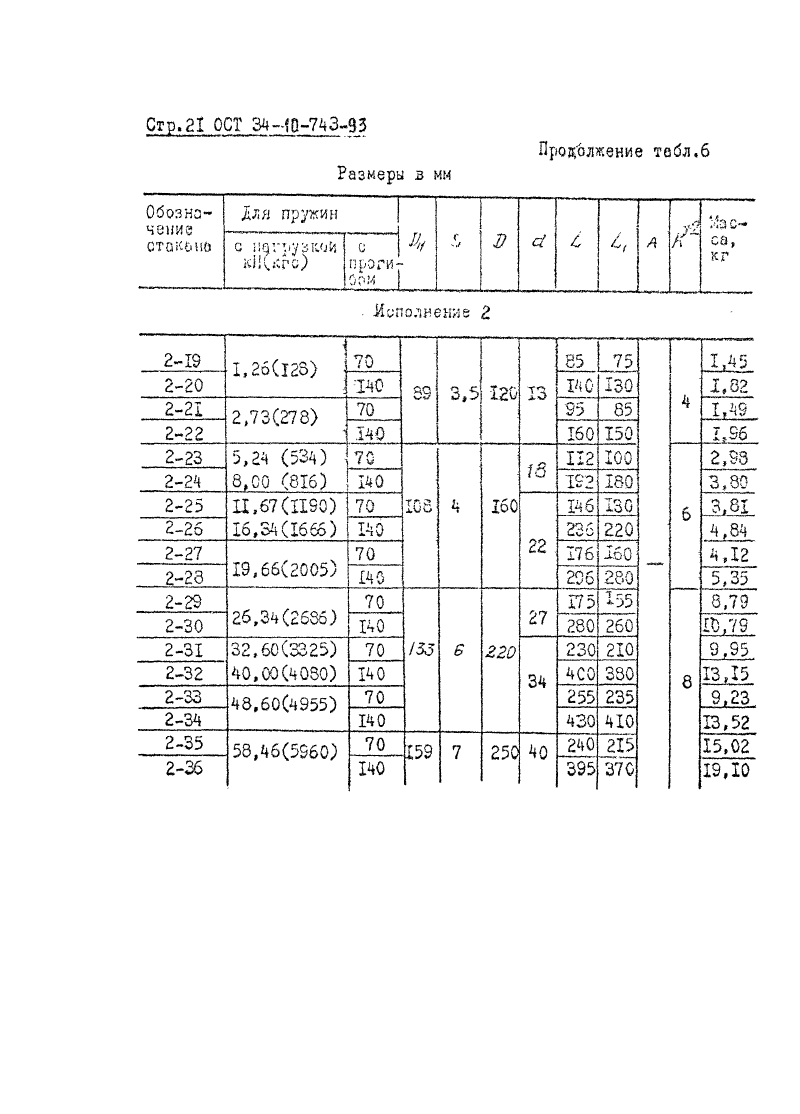 Стр.2I ОСТ 34-10-743-93
Продолжение табл.6
Размеры в мм
Обозначение стакана | Для пружин с нагрузкой кН(кгс) | с прогибом | Dн | S | D | d | L | L₁ | A | K | Масса, кг
Исполнение 2
2-I9 | I,26(I28) | 70 | 89 | 3,5 | I20 | I3 | 85 | 75 | — | 4 | I,45
2-20 | I40 | I40 | I30 | I,82
2-2I | 2,73(278) | 70 | 95 | 85 | I,49
2-22 | I40 | I60 | I50 | I,96
2-23 | 5,24 (534) | 70 | I08 | 4 | I60 | I8 | II2 | I00 | 6 | 2,98
2-24 | 8,00 (8I6) | I40 | I92 | I80 | 3,80
2-25 | II,67(II90) | 70 | 22 | I46 | I30 | 3,8I
2-26 | I6,34(I666) | I40 | 236 | 220 | 4,84
2-27 | I9,66(2005) | 70 | I76 | I60 | 4,I2
2-28 | I40 | 296 | 280 | 5,35
2-29 | 26,34(2686) | 70 | 133 | 6 | 220 | 27 | I75 | I55 | 8 | 8,79
2-30 | I40 | 280 | 260 | I0,79
2-3I | 32,60(3325) | 70 | 34 | 230 | 2I0 | 9,95
2-32 | 40,00(4080) | I40 | 400 | 380 | I3,I5
2-33 | 48,60(4955) | 70 | 255 | 235 | 9,23
2-34 | I40 | 430 | 4I0 | I3,52
2-35 | 58,46(5960) | 70 | I59 | 7 | 250 | 40 | 240 | 2I5 | I5,02
2-36 | I40 | 395 | 370 | I9,I0